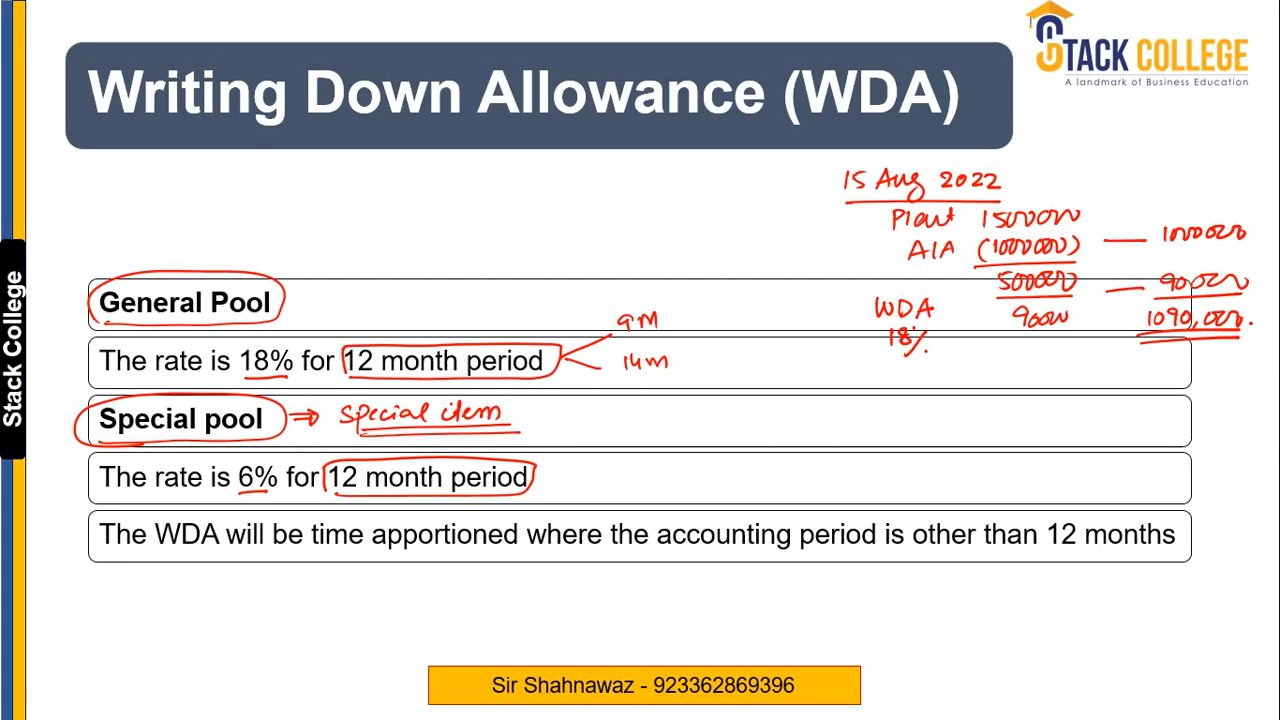 STACK COLLEGE
A landmark of Business Education
Writing Down Allowance (WDA)
15 Aug 2022
Plant 1500000 — 1000000
AIA (1000000)
500000 — 90,000
WDA 90000 1090,000.
18%
General Pool
9M
The rate is 18% for 12 month period
14m
Special pool ⇒ special item
The rate is 6% for 12 month period
The WDA will be time apportioned where the accounting period is other than 12 months
Stack College
Sir Shahnawaz - 923362869396